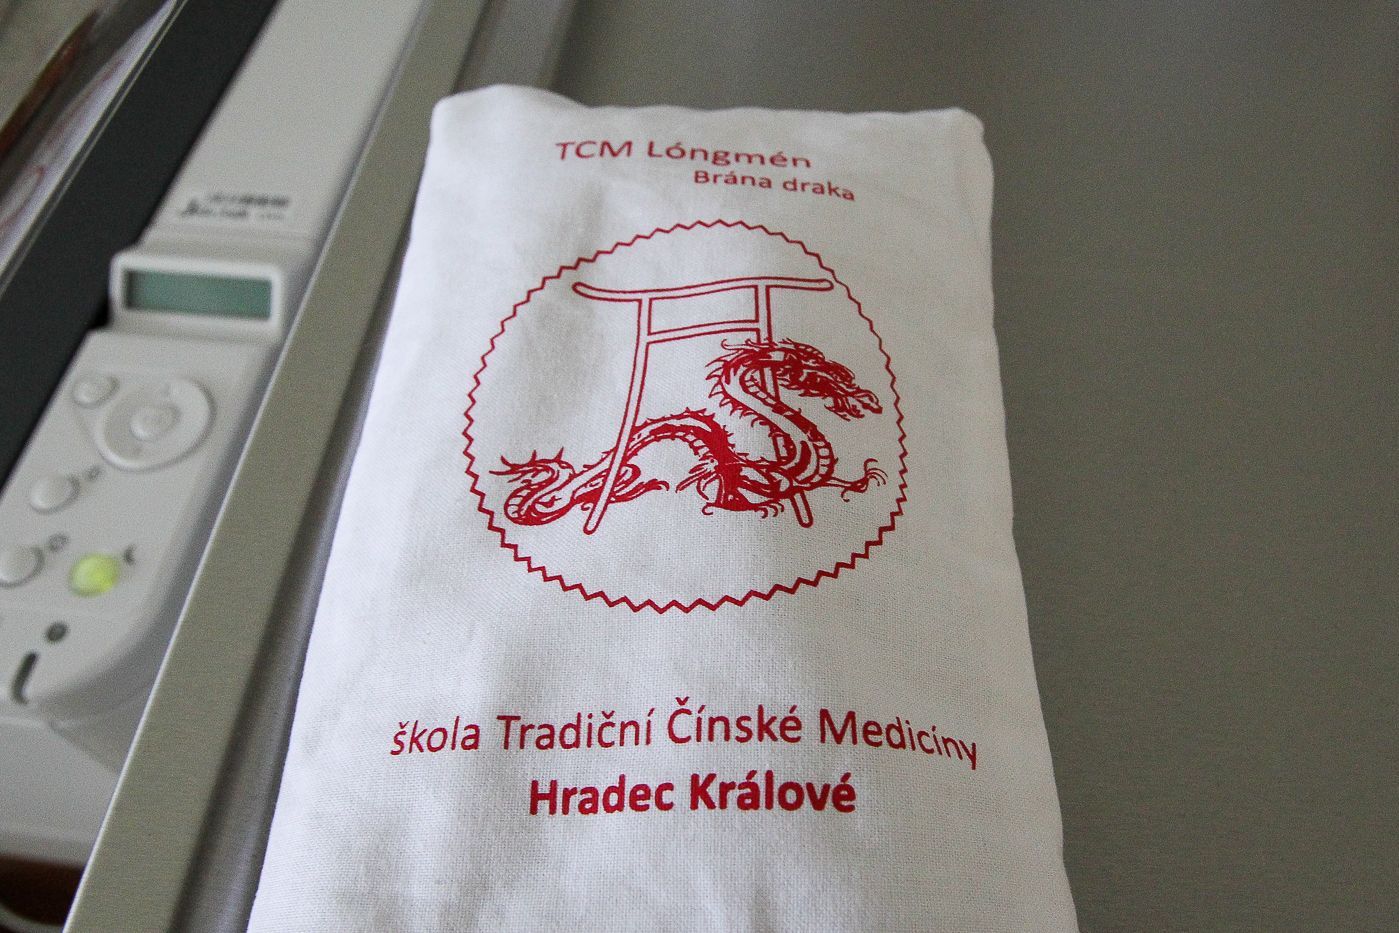 TCM Lóngmén
Brána draka
škola Tradiční Čínské Medicíny
Hradec Králové